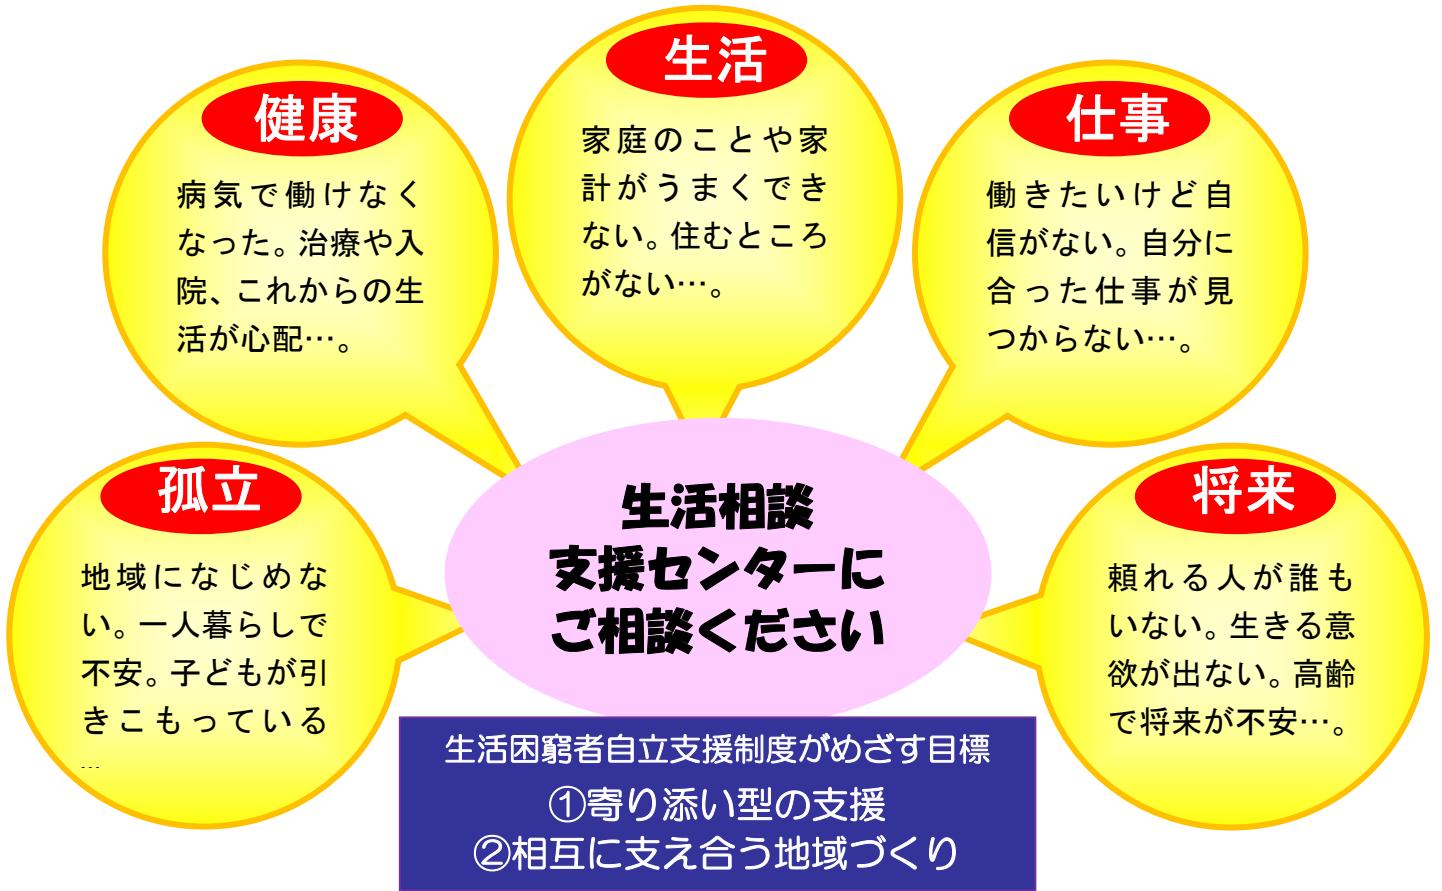 健康
病気で働けなく
なった。治療や入
院、これからの生
活が心配…。
生活
家庭のことや家
計がうまくでき
ない。住むところ
がない…。
仕事
働きたいけど自
信がない。自分に
合った仕事が見
つからない…。
孤立
地域になじめな
い。一人暮らしで
不安。子どもが引
きこもっている
…
将来
頼れる人が誰も
いない。生きる意
欲が出ない。高齢
で将来が不安…。
生活相談
支援センターに
ご相談ください
生活困窮者自立支援制度がめざす目標
①寄り添い型の支援
②相互に支え合う地域づくり